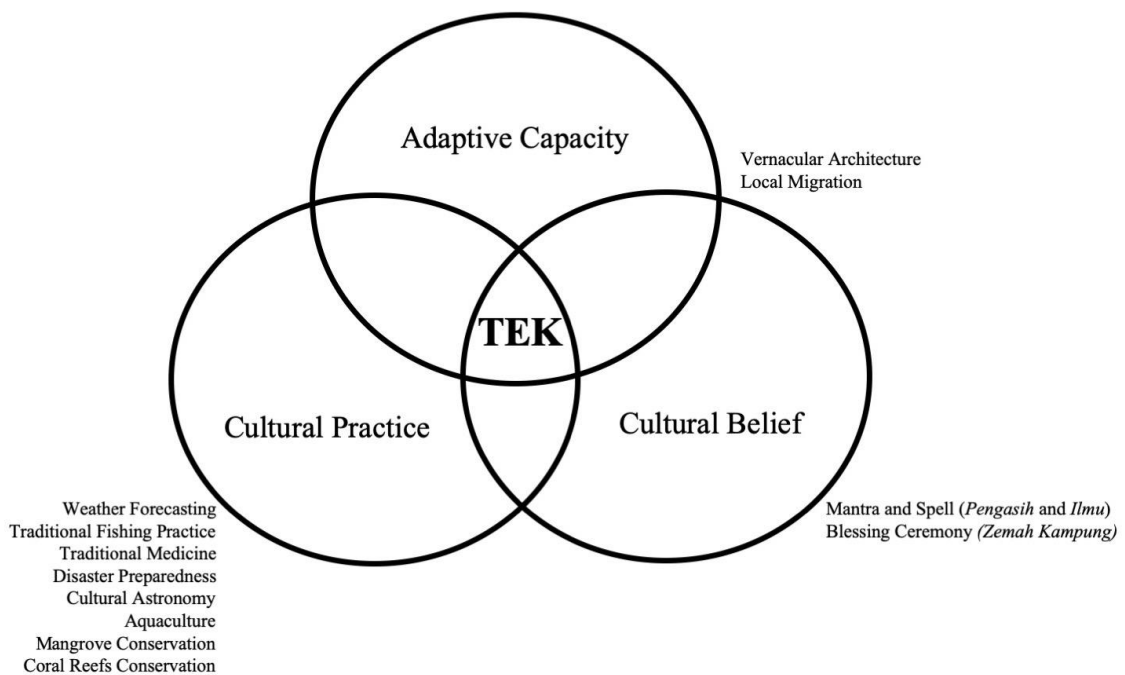 Adaptive Capacity
Vernacular Architecture
Local Migration
TEK
Cultural Practice
Cultural Belief
Weather Forecasting
Traditional Fishing Practice
Traditional Medicine
Disaster Preparedness
Cultural Astronomy
Aquaculture
Mangrove Conservation
Coral Reefs Conservation
Mantra and Spell (Pengasih and Ilmu)
Blessing Ceremony (Zemah Kampung)